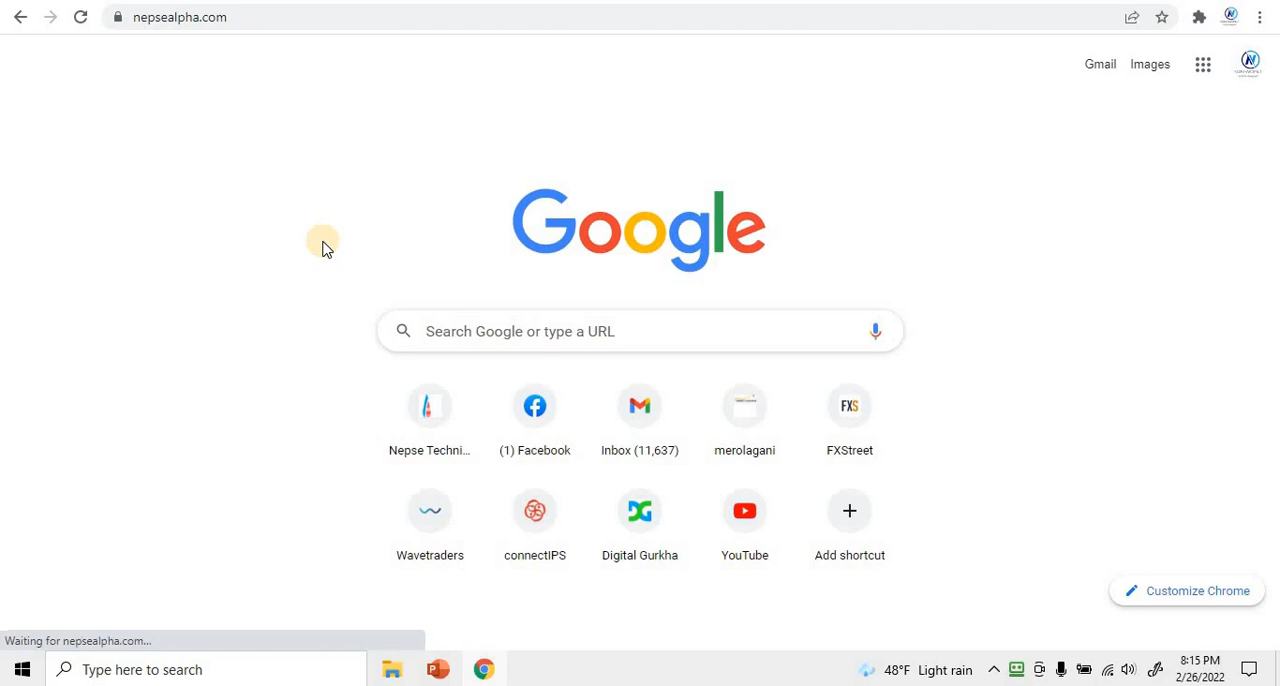 nepsealpha.com
Gmail Images
Google
Search Google or type a URL
FXS
Nepse Techni... (1) Facebook Inbox (11,637) merolagani FXStreet
Wavetraders connectIPS Digital Gurkha YouTube Add shortcut
Customize Chrome
Waiting for nepsealpha.com...
Type here to search 48°F Light rain 8:15 PM
2/26/2022